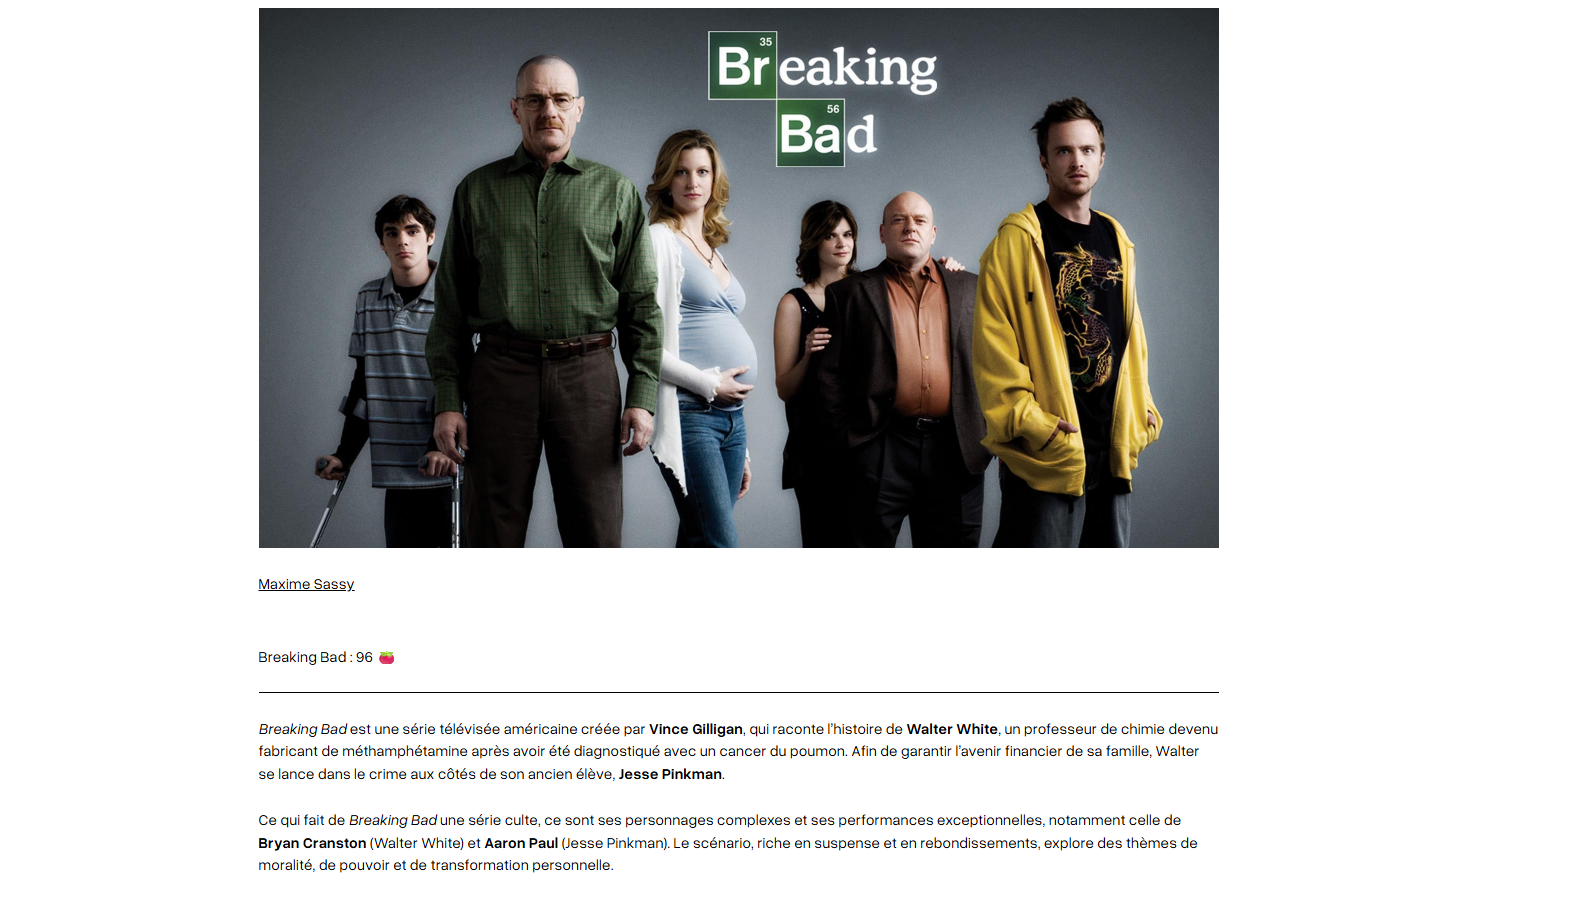 35
Breaking
56
Bad
Maxime Sassy
Breaking Bad : 96 🍅
Breaking Bad est une série télévisée américaine créée par Vince Gilligan, qui raconte l’histoire de Walter White, un professeur de chimie devenu
fabricant de méthamphétamine après avoir été diagnostiqué avec un cancer du poumon. Afin de garantir l’avenir financier de sa famille, Walter
se lance dans le crime aux côtés de son ancien élève, Jesse Pinkman.
Ce qui fait de Breaking Bad une série culte, ce sont ses personnages complexes et ses performances exceptionnelles, notamment celle de
Bryan Cranston (Walter White) et Aaron Paul (Jesse Pinkman). Le scénario, riche en suspense et en rebondissements, explore des thèmes de
moralité, de pouvoir et de transformation personnelle.